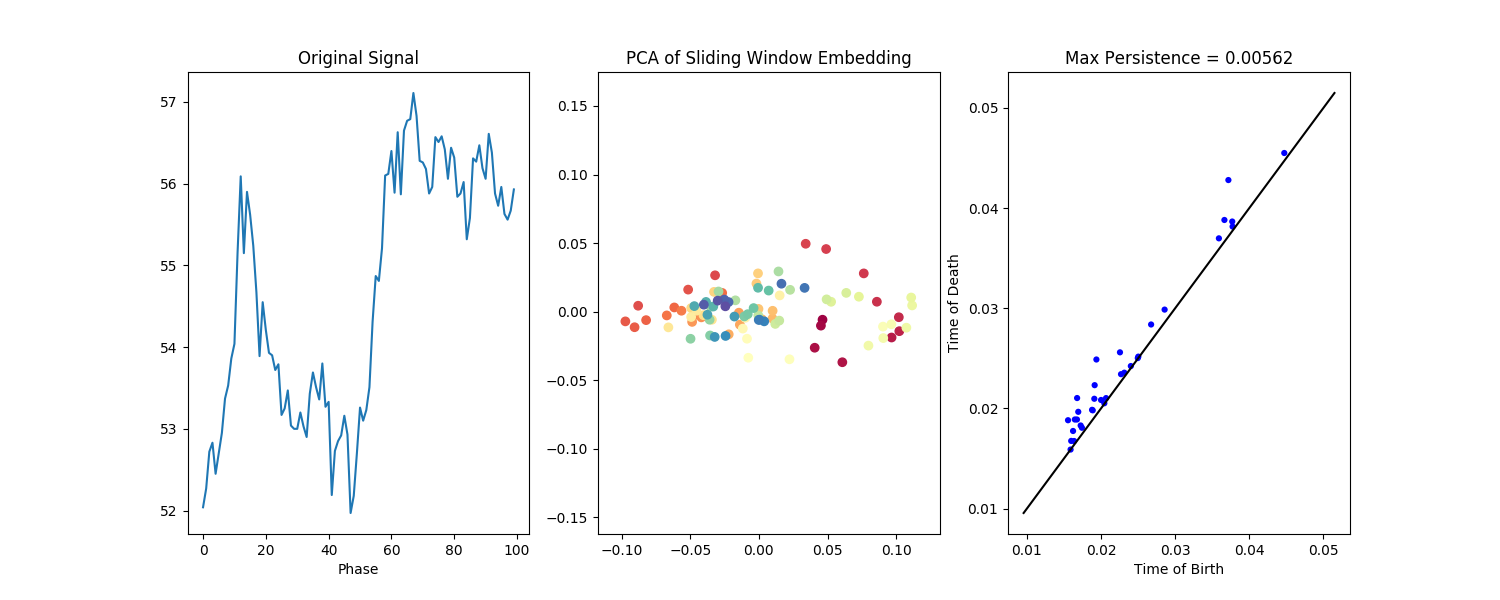 Original Signal
57
56
55
54
53
52
0 20 40 60 80 100
Phase
PCA of Sliding Window Embedding
0.15
0.10
0.05
0.00
−0.05
−0.10
−0.15
−0.10 −0.05 0.00 0.05 0.10
Max Persistence = 0.00562
Time of Death
0.05
0.04
0.03
0.02
0.01
0.01 0.02 0.03 0.04 0.05
Time of Birth